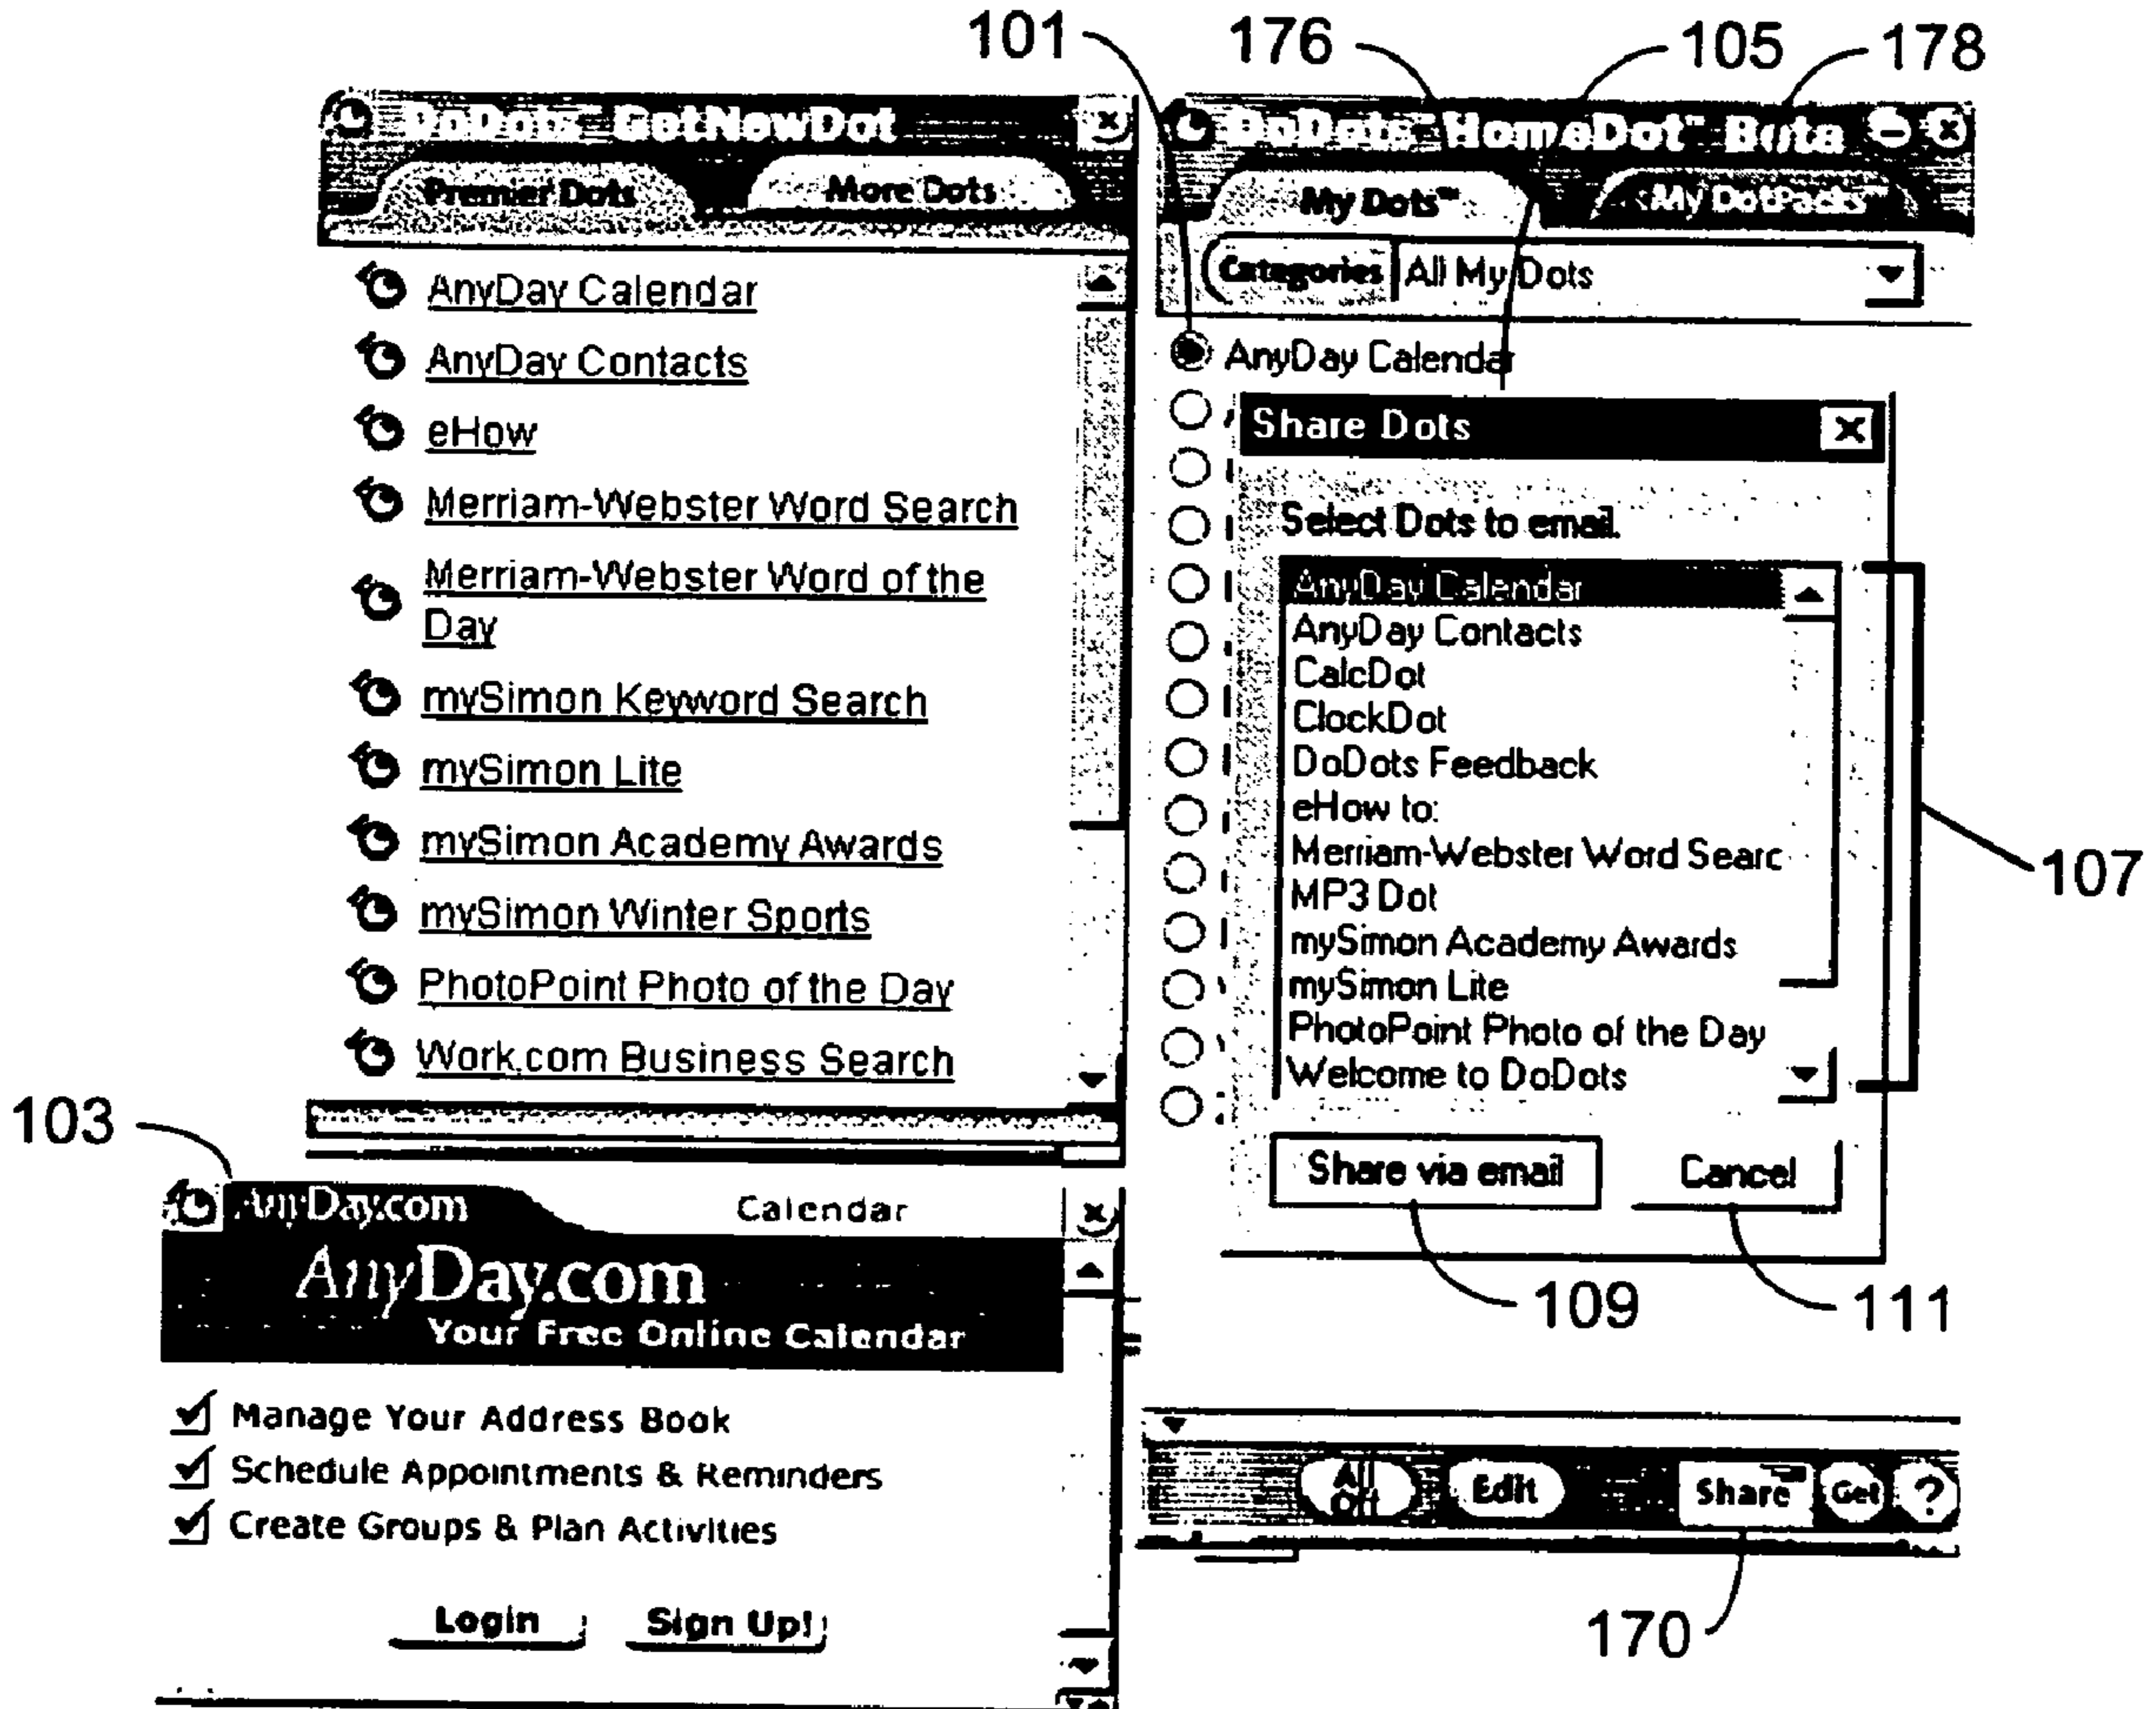 101
176
105
178
DoDots™ GetNewDot
Premier Dots
More Dots
AnyDay Calendar
AnyDay Contacts
eHow
Merriam-Webster Word Search
Merriam-Webster Word of the
Day
mySimon Keyword Search
mySimon Lite
mySimon Academy Awards
mySimon Winter Sports
PhotoPoint Photo of the Day
Work.com Business Search
DoDots™ HomeDot™ Beta
My Dots™
My DotPacks™
Categories
All My Dots
AnyDay Calendar
Share Dots
Select Dots to email.
AnyDay Calendar
AnyDay Contacts
CalcDot
ClockDot
DoDots Feedback
eHow to:
Merriam-Webster Word Searc
MP3 Dot
mySimon Academy Awards
mySimon Lite
PhotoPoint Photo of the Day
Welcome to DoDots
107
Share via email
Cancel
109
111
103
AnyDay.com
Calendar
AnyDay.com
Your Free Online Calendar
Manage Your Address Book
Schedule Appointments & Reminders
Create Groups & Plan Activities
Login
Sign Up!
All
Off
Edit
Share
Get
?
170